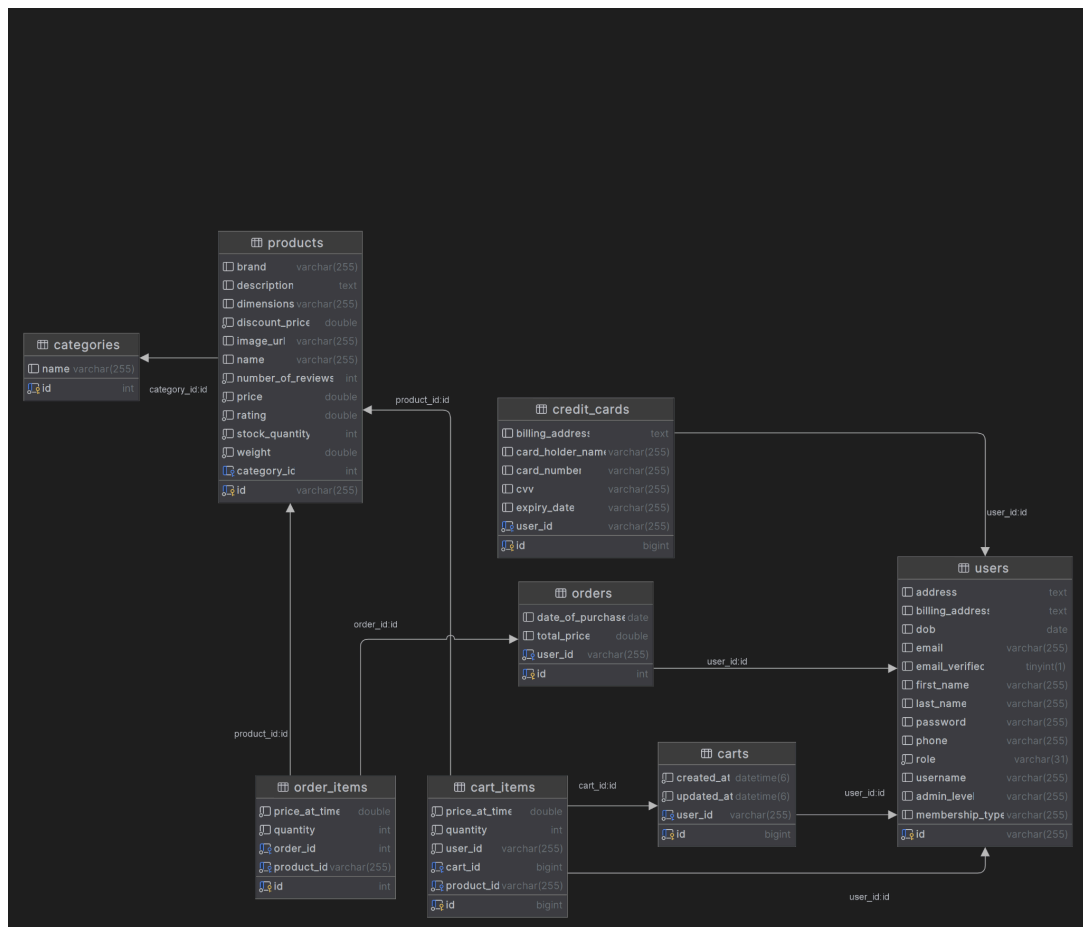 products
brand varchar(255)
description text
dimensions varchar(255)
discount_price double
image_url varchar(255)
name varchar(255)
number_of_reviews int
price double
rating double
stock_quantity int
weight double
category_id int
id varchar(255)
categories
name varchar(255)
id int
category_id:id
product_id:id
credit_cards
billing_address text
card_holder_name varchar(255)
card_number varchar(255)
cvv varchar(255)
expiry_date varchar(255)
user_id varchar(255)
id bigint
user_id:id
users
address text
billing_address text
dob date
email varchar(255)
email_verified tinyint(1)
first_name varchar(255)
last_name varchar(255)
password varchar(255)
phone varchar(255)
role varchar(31)
username varchar(255)
admin_level varchar(255)
membership_type varchar(255)
id varchar(255)
orders
date_of_purchase date
total_price double
user_id varchar(255)
id int
order_id:id
user_id:id
product_id:id
carts
created_at datetime(6)
updated_at datetime(6)
user_id varchar(255)
id bigint
user_id:id
cart_id:id
order_items
price_at_time double
quantity int
order_id int
product_id varchar(255)
id int
cart_items
price_at_time double
quantity int
user_id varchar(255)
cart_id bigint
product_id varchar(255)
id bigint
user_id:id